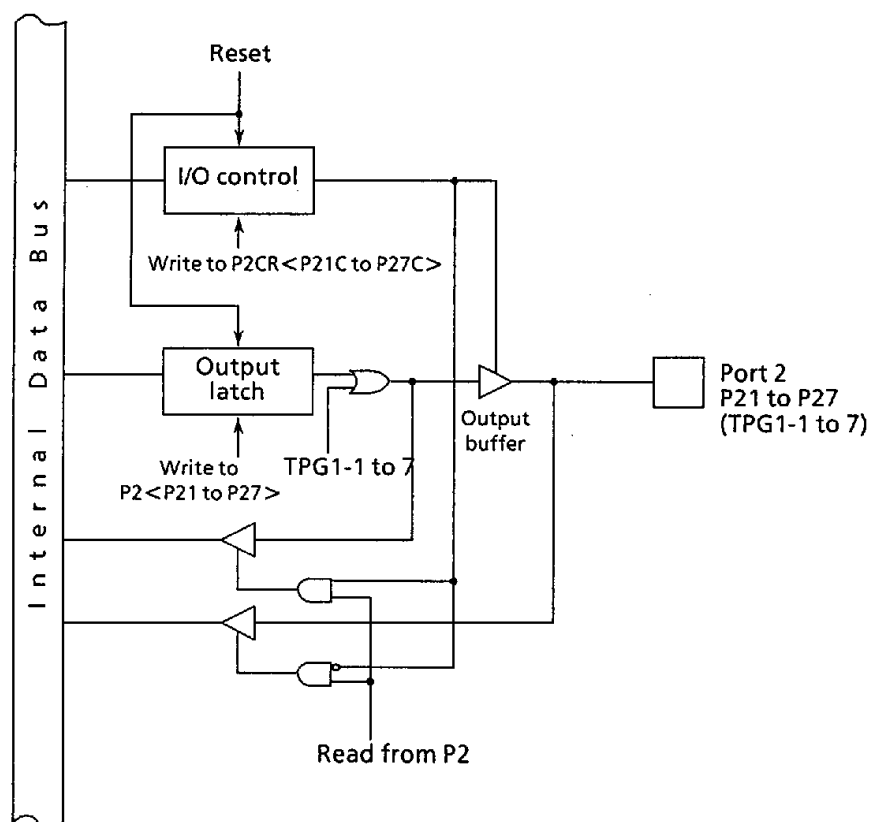 Reset
I/O control
Write to P2CR<P21C to P27C>
Internal Data Bus
Output
latch
Output
buffer
Port 2
P21 to P27
(TPG1-1 to 7)
Write to
P2<P21 to P27>
TPG1-1 to 7
Read from P2